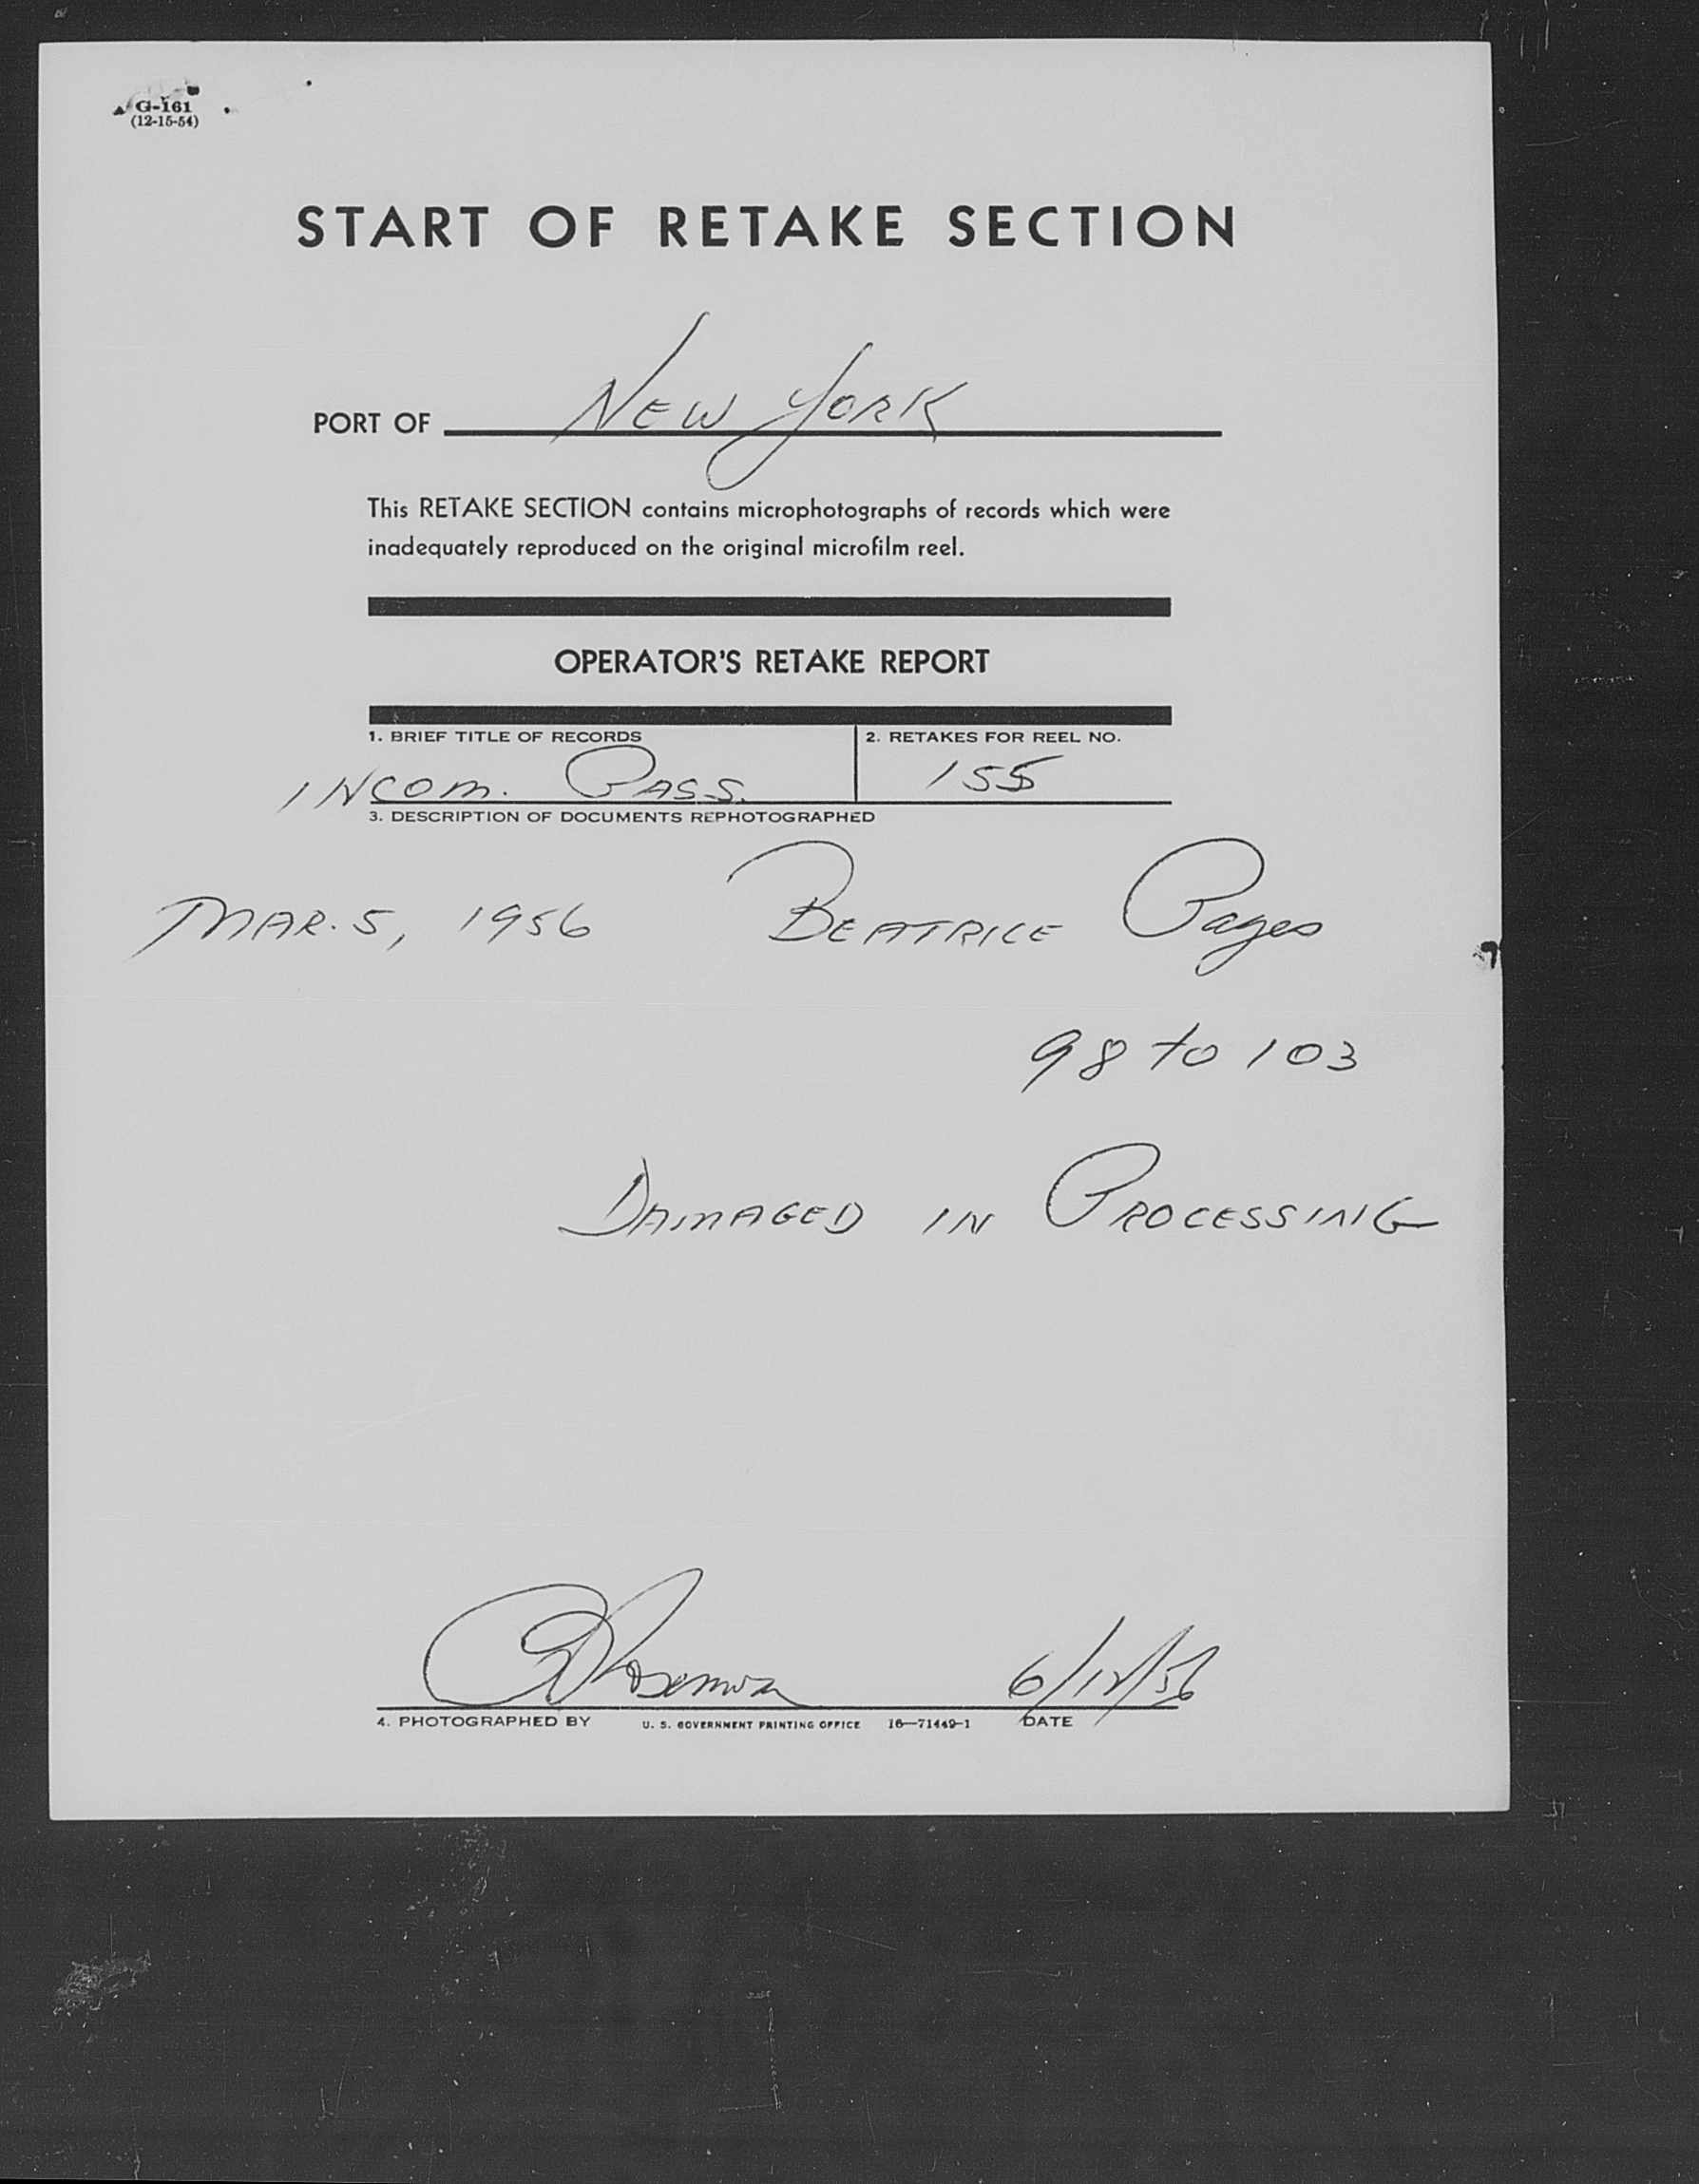 G-161
(12-15-54)
START OF RETAKE SECTION
PORT OF NEW YORK
This RETAKE SECTION contains microphotographs of records which were
inadequately reproduced on the original microfilm reel.
OPERATOR'S RETAKE REPORT
1. BRIEF TITLE OF RECORDS 2. RETAKES FOR REEL NO.
INCOM. PASS. 155
3. DESCRIPTION OF DOCUMENTS REPHOTOGRAPHED
MAR. 5, 1956 BEATRICE Pages
98 to 103
DAMAGED IN PROCESSING
6/12/56
4. PHOTOGRAPHED BY U. S. GOVERNMENT PRINTING OFFICE 16—71449-1 DATE